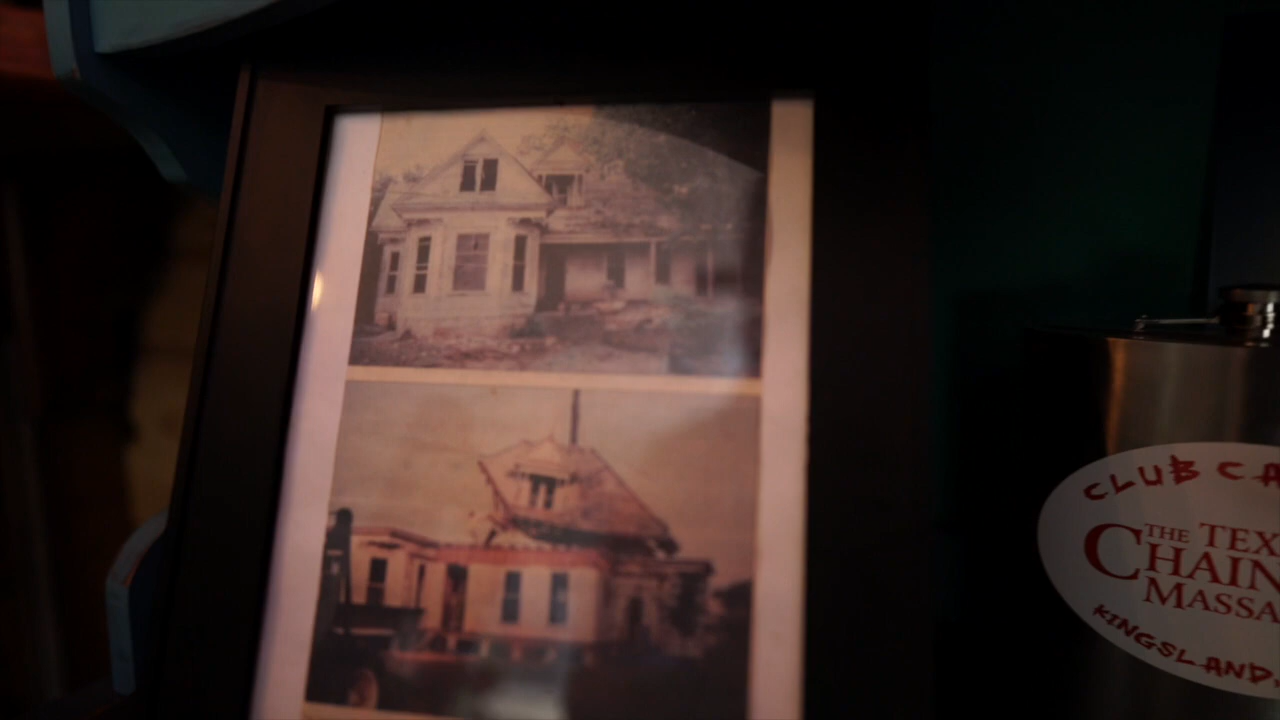 CLUB CA
THE TEX
CHAIN
MASSA
KINGSLAND,